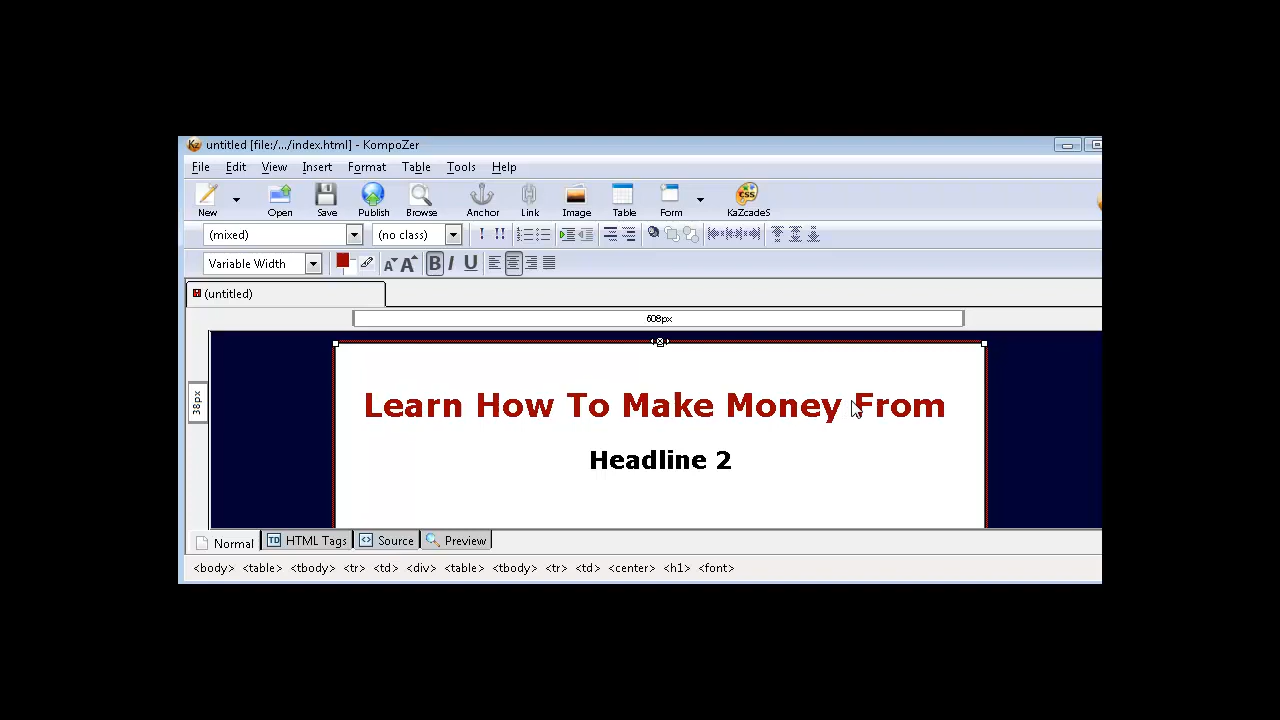 untitled [file:/.../index.html] - KompoZer
File Edit View Insert Format Table Tools Help
New Open Save Publish Browse Anchor Link Image Table Form KaZcadeS
(mixed) (no class)
Variable Width B I U
(untitled)
608px
38px
Learn How To Make Money From
Headline 2
Normal HTML Tags Source Preview
<body> <table> <tbody> <tr> <td> <div> <table> <tbody> <tr> <td> <center> <h1> <font>